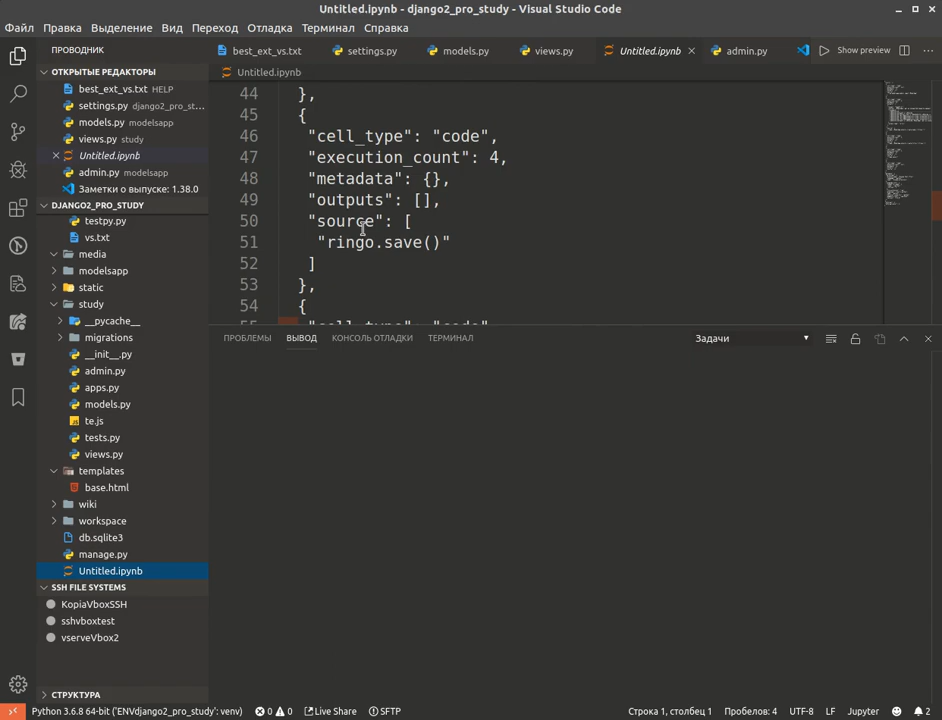 Untitled.ipynb - django2_pro_study - Visual Studio Code
Файл Правка Выделение Вид Переход Отладка Терминал Справка
ПРОВОДНИК
best_ext_vs.txt settings.py models.py views.py Untitled.ipynb admin.py Show preview
ОТКРЫТЫЕ РЕДАКТОРЫ
best_ext_vs.txt HELP
settings.py django2_pro_st...
models.py modelsapp
views.py study
Untitled.ipynb
admin.py modelsapp
Заметки о выпуске: 1.38.0
DJANGO2_PRO_STUDY
testpy.py
vs.txt
media
modelsapp
static
study
__pycache__
migrations
__init__.py
admin.py
apps.py
models.py
te.js
tests.py
views.py
templates
base.html
wiki
workspace
db.sqlite3
manage.py
Untitled.ipynb
SSH FILE SYSTEMS
KopiaVboxSSH
sshvboxtest
vserveVbox2
СТРУКТУРА
Untitled.ipynb
44 },
45 {
46 "cell_type": "code",
47 "execution_count": 4,
48 "metadata": {},
49 "outputs": [],
50 "source": [
51 "ringo.save()"
52 ]
53 },
54 {
55 "cell_type": "code"
ПРОБЛЕМЫ ВЫВОД КОНСОЛЬ ОТЛАДКИ ТЕРМИНАЛ Задачи
Python 3.6.8 64-bit ('ENVdjango2_pro_study': venv) 0 0 Live Share SFTP Строка 1, столбец 1 Пробелов: 4 UTF-8 LF Jupyter 2